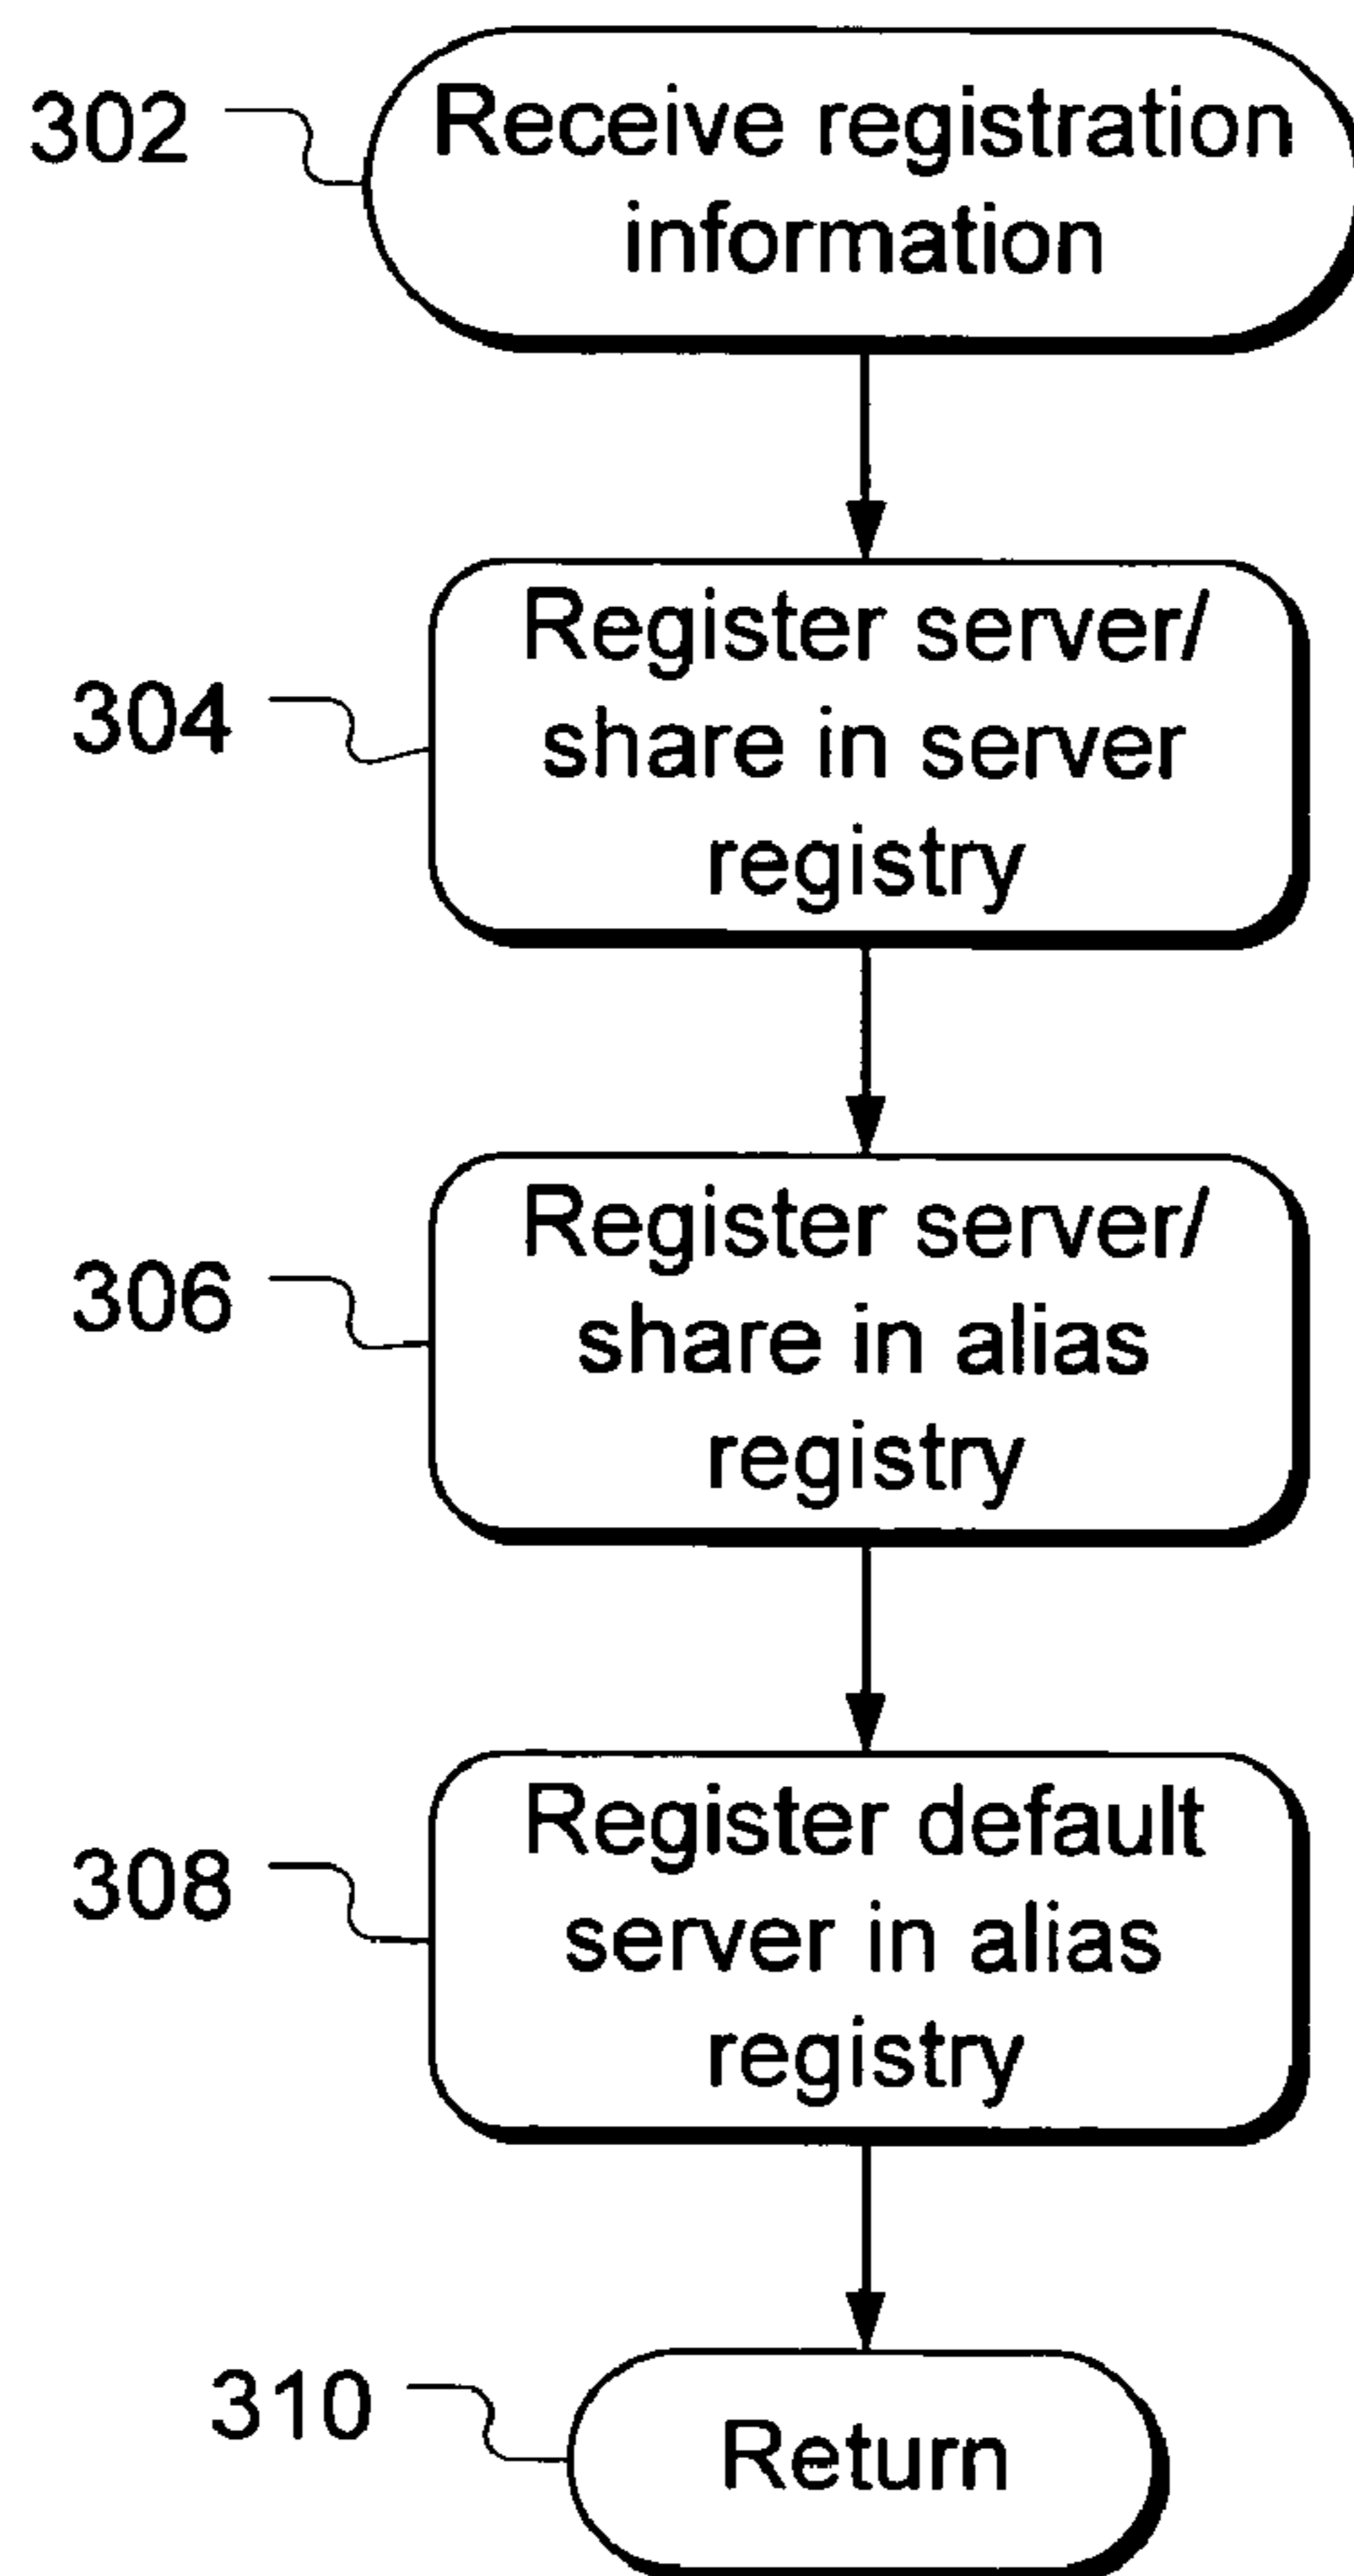 302
Receive registration
information
304
Register server/
share in server
registry
306
Register server/
share in alias
registry
308
Register default
server in alias
registry
310
Return